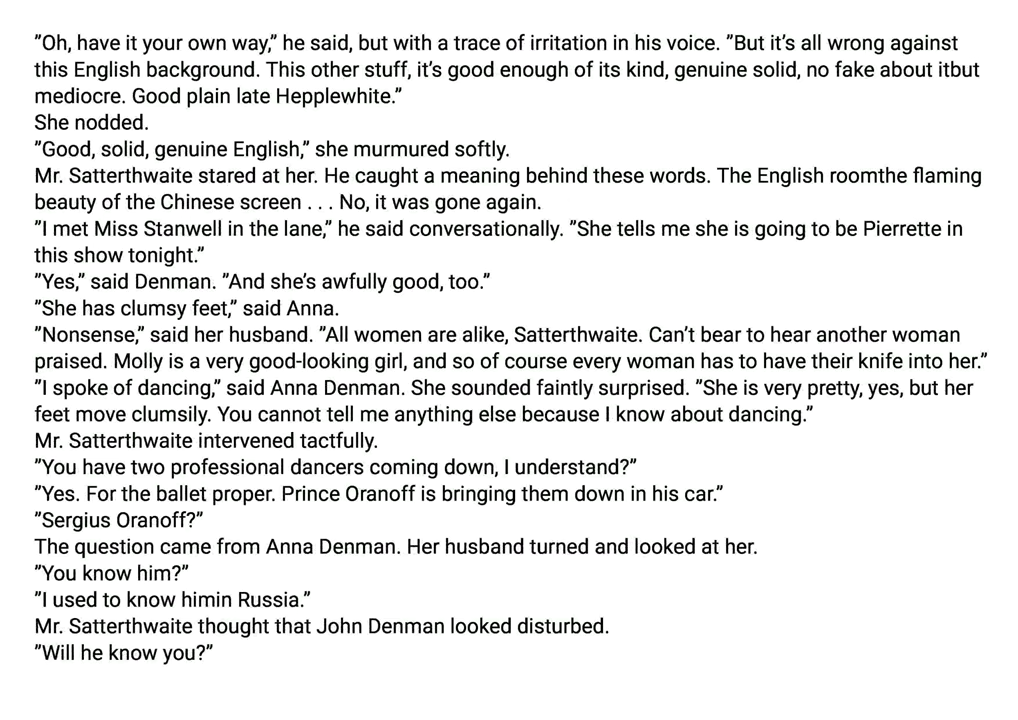 ”Oh, have it your own way,” he said, but with a trace of irritation in his voice. ”But it’s all wrong against
this English background. This other stuff, it’s good enough of its kind, genuine solid, no fake about itbut
mediocre. Good plain late Hepplewhite.”
She nodded.
”Good, solid, genuine English,” she murmured softly.
Mr. Satterthwaite stared at her. He caught a meaning behind these words. The English roomthe flaming
beauty of the Chinese screen . . . No, it was gone again.
”I met Miss Stanwell in the lane,” he said conversationally. ”She tells me she is going to be Pierrette in
this show tonight.”
”Yes,” said Denman. ”And she’s awfully good, too.”
”She has clumsy feet,” said Anna.
”Nonsense,” said her husband. ”All women are alike, Satterthwaite. Can’t bear to hear another woman
praised. Molly is a very good-looking girl, and so of course every woman has to have their knife into her.”
”I spoke of dancing,” said Anna Denman. She sounded faintly surprised. ”She is very pretty, yes, but her
feet move clumsily. You cannot tell me anything else because I know about dancing.”
Mr. Satterthwaite intervened tactfully.
”You have two professional dancers coming down, I understand?”
”Yes. For the ballet proper. Prince Oranoff is bringing them down in his car.”
”Sergius Oranoff?”
The question came from Anna Denman. Her husband turned and looked at her.
”You know him?”
”I used to know himin Russia.”
Mr. Satterthwaite thought that John Denman looked disturbed.
”Will he know you?”